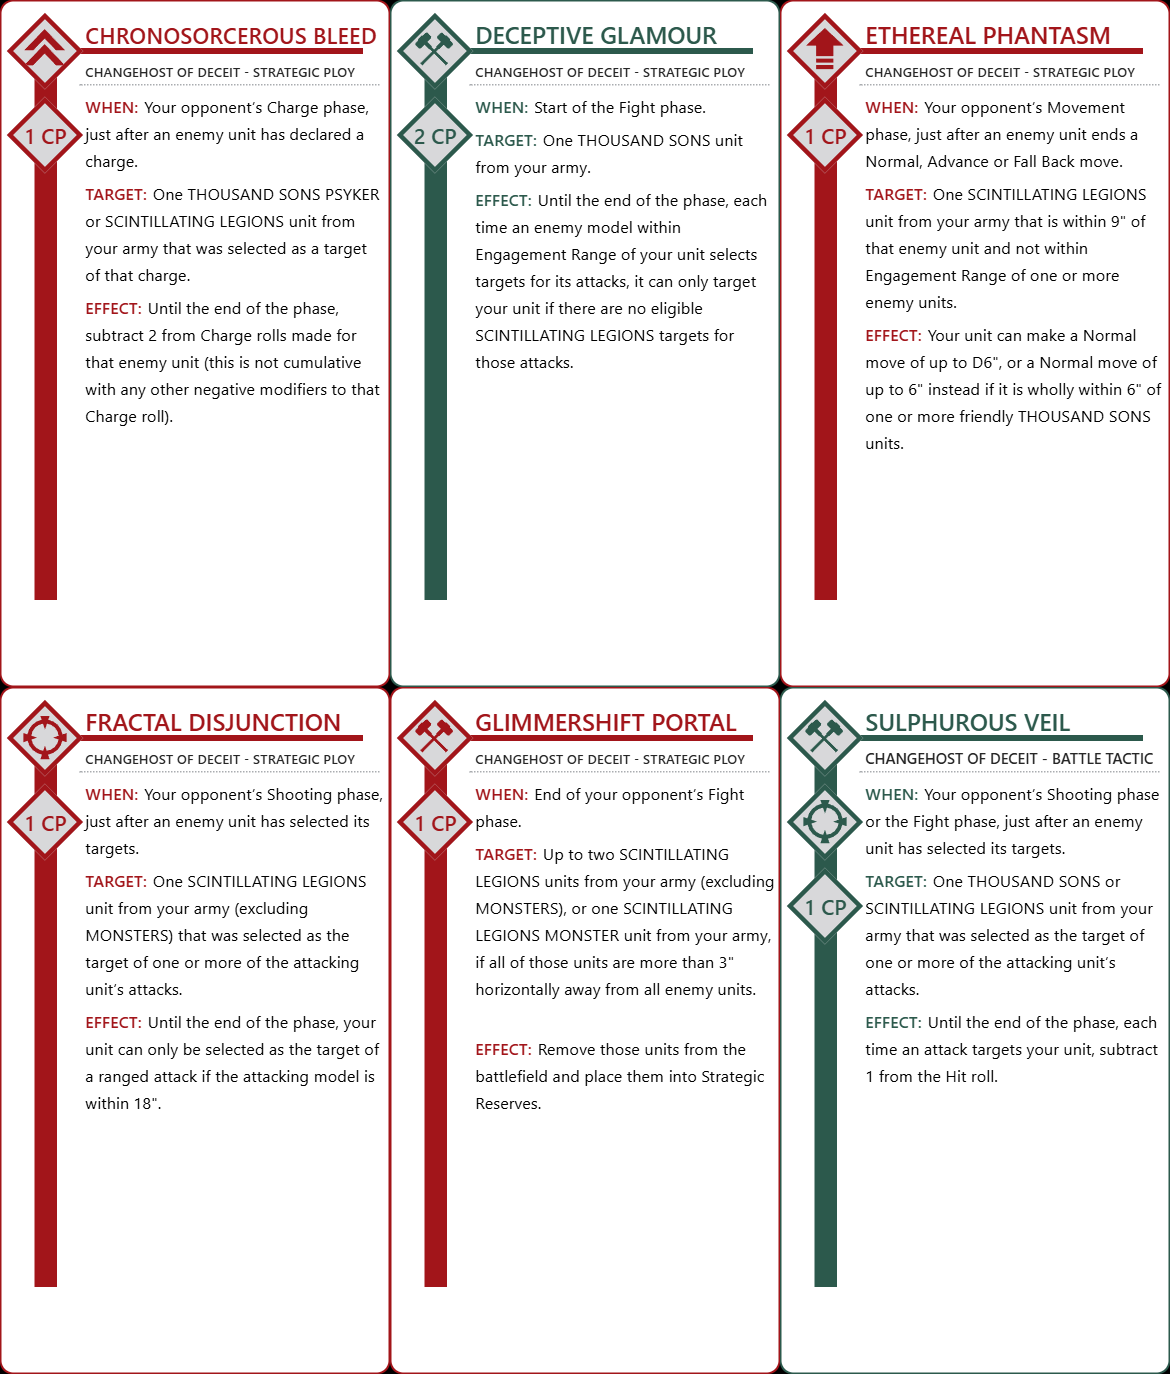 CHRONOSORCEROUS BLEED
CHANGEHOST OF DECEIT - STRATEGIC PLOY
1 CP
WHEN: Your opponent's Charge phase,
just after an enemy unit has declared a
charge.
TARGET: One THOUSAND SONS PSYKER
or SCINTILLATING LEGIONS unit from
your army that was selected as a target
of that charge.
EFFECT: Until the end of the phase,
subtract 2 from Charge rolls made for
that enemy unit (this is not cumulative
with any other negative modifiers to that
Charge roll).
DECEPTIVE GLAMOUR
CHANGEHOST OF DECEIT - STRATEGIC PLOY
2 CP
WHEN: Start of the Fight phase.
TARGET: One THOUSAND SONS unit
from your army.
EFFECT: Until the end of the phase, each
time an enemy model within
Engagement Range of your unit selects
targets for its attacks, it can only target
your unit if there are no eligible
SCINTILLATING LEGIONS targets for
those attacks.
ETHEREAL PHANTASM
CHANGEHOST OF DECEIT - STRATEGIC PLOY
1 CP
WHEN: Your opponent's Movement
phase, just after an enemy unit ends a
Normal, Advance or Fall Back move.
TARGET: One SCINTILLATING LEGIONS
unit from your army that is within 9" of
that enemy unit and not within
Engagement Range of one or more
enemy units.
EFFECT: Your unit can make a Normal
move of up to D6", or a Normal move of
up to 6" instead if it is wholly within 6" of
one or more friendly THOUSAND SONS
units.
FRACTAL DISJUNCTION
CHANGEHOST OF DECEIT - STRATEGIC PLOY
1 CP
WHEN: Your opponent's Shooting phase,
just after an enemy unit has selected its
targets.
TARGET: One SCINTILLATING LEGIONS
unit from your army (excluding
MONSTERS) that was selected as the
target of one or more of the attacking
unit's attacks.
EFFECT: Until the end of the phase, your
unit can only be selected as the target of
a ranged attack if the attacking model is
within 18".
GLIMMERSHIFT PORTAL
CHANGEHOST OF DECEIT - STRATEGIC PLOY
1 CP
WHEN: End of your opponent's Fight
phase.
TARGET: Up to two SCINTILLATING
LEGIONS units from your army (excluding
MONSTERS), or one SCINTILLATING
LEGIONS MONSTER unit from your army,
if all of those units are more than 3"
horizontally away from all enemy units.
EFFECT: Remove those units from the
battlefield and place them into Strategic
Reserves.
SULPHUROUS VEIL
CHANGEHOST OF DECEIT - BATTLE TACTIC
1 CP
WHEN: Your opponent's Shooting phase
or the Fight phase, just after an enemy
unit has selected its targets.
TARGET: One THOUSAND SONS or
SCINTILLATING LEGIONS unit from your
army that was selected as the target of
one or more of the attacking unit's
attacks.
EFFECT: Until the end of the phase, each
time an attack targets your unit, subtract
1 from the Hit roll.